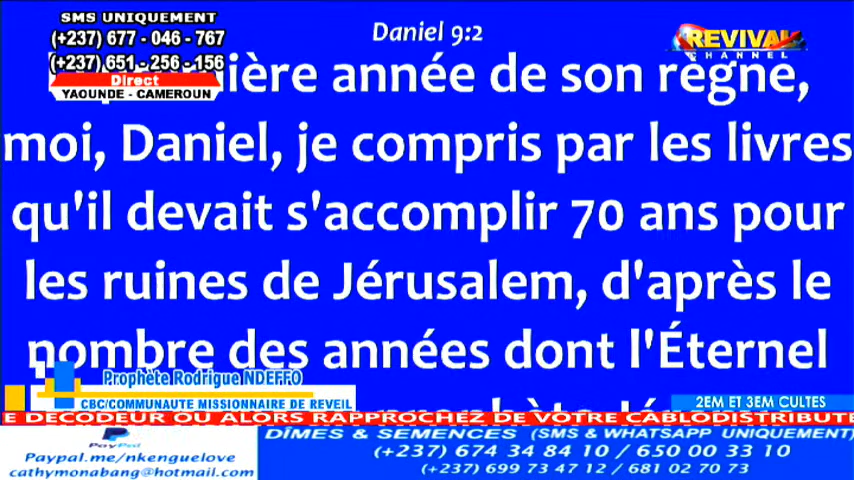 SMS UNIQUEMENT
(+237) 677 - 046 - 767
(+237) 651 - 256 - 156
Direct
YAOUNDE - CAMEROUN
Daniel 9:2
REVIVAL
CHANNEL
ière année de son règne,
moi, Daniel, je compris par les livres
qu'il devait s'accomplir 70 ans pour
les ruines de Jérusalem, d'après le
nombre des années dont l'Éternel
Prophète Rodrigue NDEFFO
CBC/COMMUNAUTE MISSIONNAIRE DE REVEIL
2EM ET 3EM CULTES
E DECODEUR OU ALORS RAPPROCHEZ DE VOTRE CABLODISTRIBUTE
PayPal
Paypal.me/nkenguelove
cathymonabang@hotmail.com
DÎMES & SEMENCES (SMS & WHATSAPP UNIQUEMENT)
(+237) 674 34 84 10 / 650 00 33 10
(+237) 699 73 47 12 / 681 02 70 73